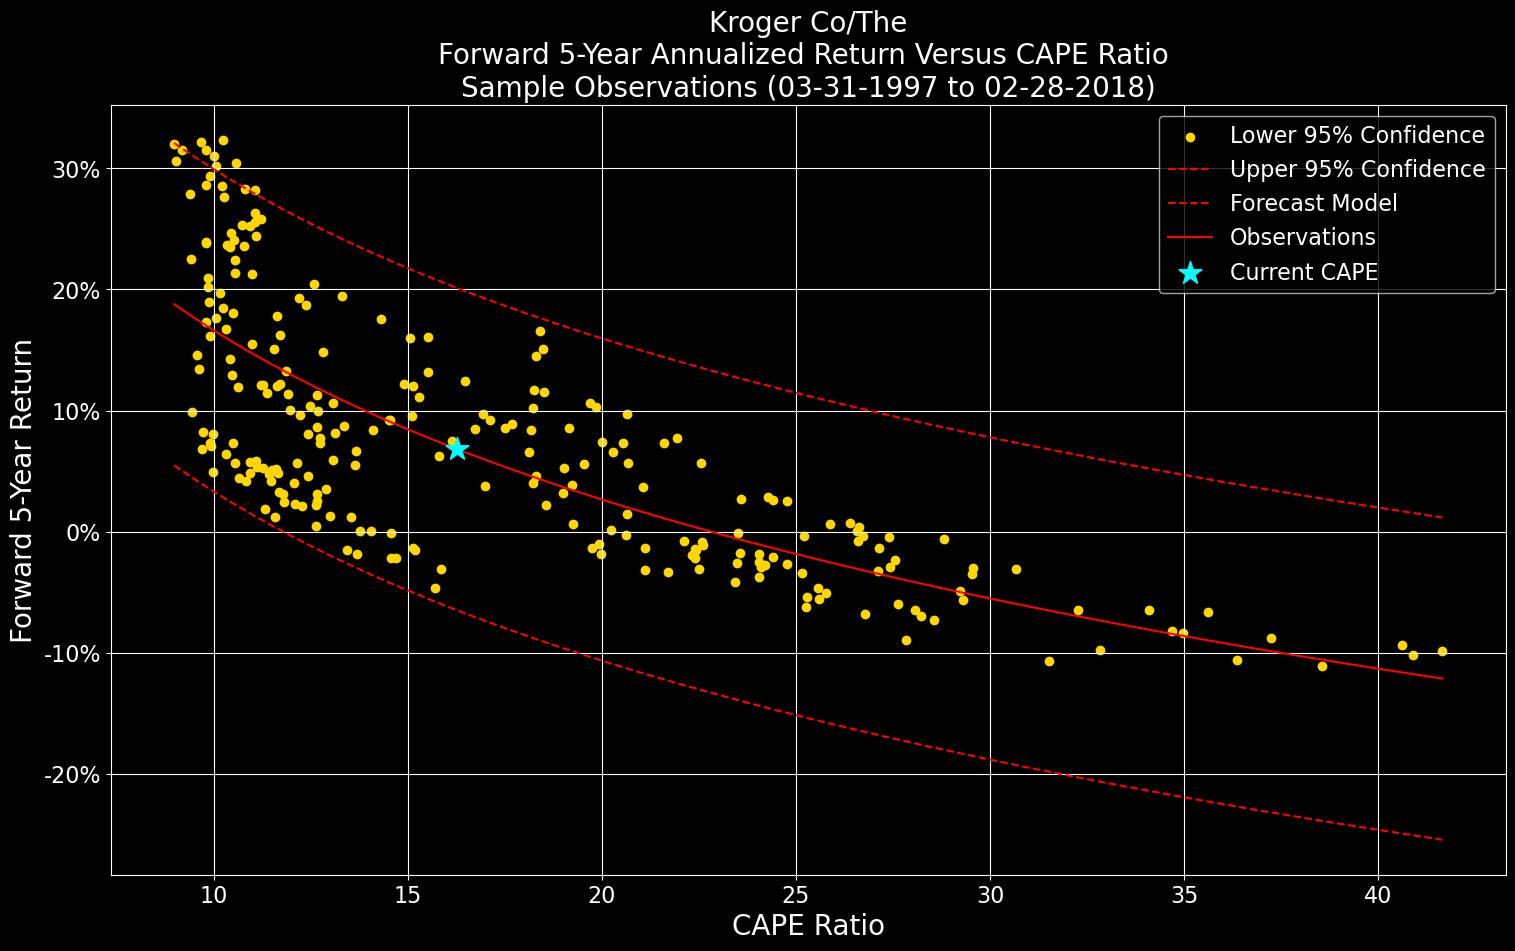 Kroger Co/The
Forward 5-Year Annualized Return Versus CAPE Ratio
Sample Observations (03-31-1997 to 02-28-2018)
Lower 95% Confidence
Upper 95% Confidence
Forecast Model
Observations
Current CAPE
Forward 5-Year Return
30%
20%
10%
0%
-10%
-20%
10
15
20
25
30
35
40
CAPE Ratio